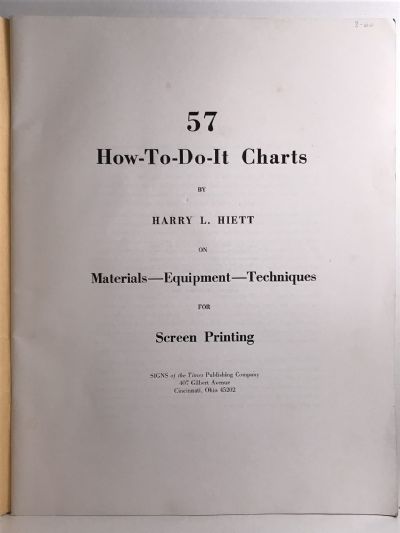 57
How-To-Do-It Charts
BY
HARRY L. HIETT
ON
Materials—Equipment—Techniques
FOR
Screen Printing
SIGNS of the Times Publishing Company
407 Gilbert Avenue
Cincinnati, Ohio 45202